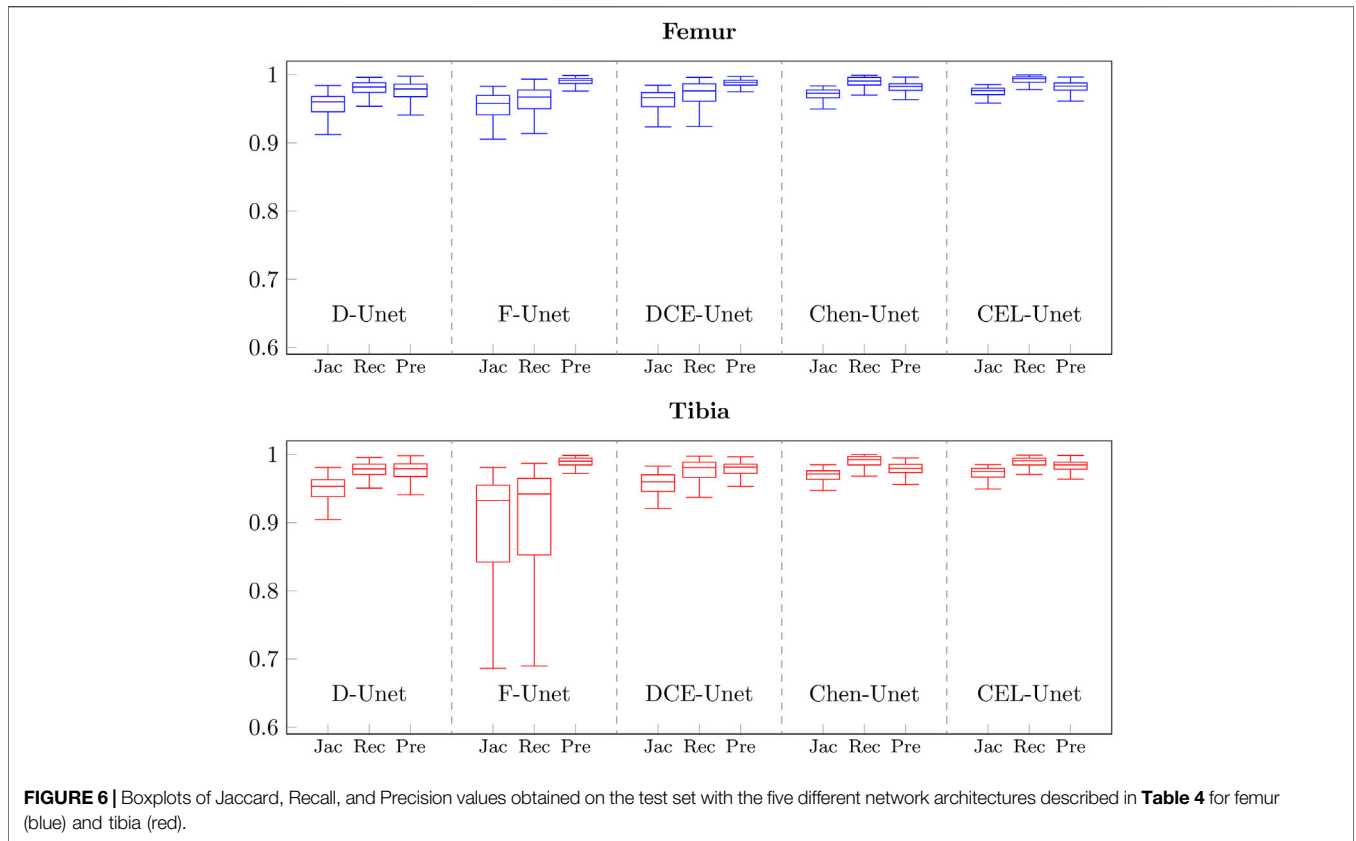 Femur
1
0.9
0.8
0.7
0.6
D-Unet F-Unet DCE-Unet Chen-Unet CEL-Unet
Jac Rec Pre Jac Rec Pre Jac Rec Pre Jac Rec Pre Jac Rec Pre
Tibia
1
0.9
0.8
0.7
0.6
D-Unet F-Unet DCE-Unet Chen-Unet CEL-Unet
Jac Rec Pre Jac Rec Pre Jac Rec Pre Jac Rec Pre Jac Rec Pre
FIGURE 6 | Boxplots of Jaccard, Recall, and Precision values obtained on the test set with the five different network architectures described in Table 4 for femur
(blue) and tibia (red).